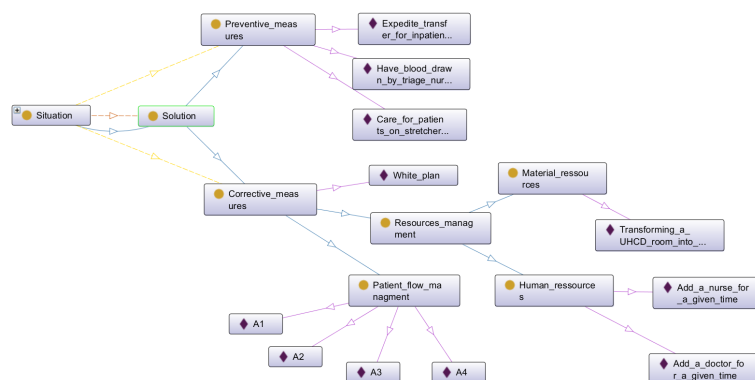 Preventive_meas
ures
Expedite_transf
er_for_inpatien...
Have_blood_draw
n_by_triage_nur...
Care_for_patien
ts_on_stretcher...
Situation
Solution
White_plan
Corrective_meas
ures
Material_ressou
rces
Resources_manag
ment
Transforming_a_
UHCD_room_into_...
Patient_flow_ma
nagment
Human_ressource
s
Add_a_nurse_for
_a_given_time
A1
A2
A3
A4
Add_a_doctor_fo
r_a_given_time